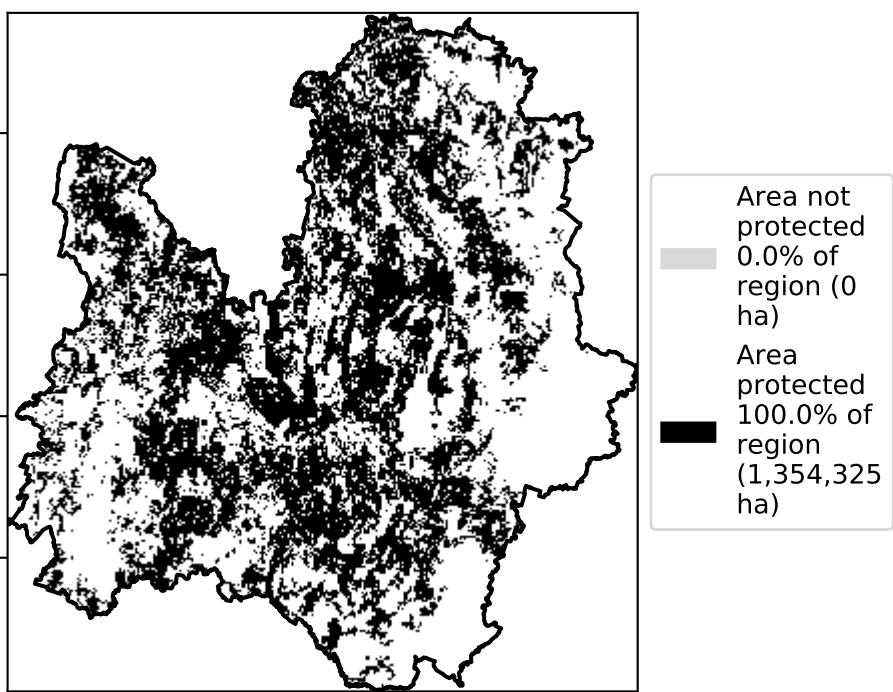 Area not
protected
0.0% of
region (0
ha)
Area
protected
100.0% of
region
(1,354,325
ha)